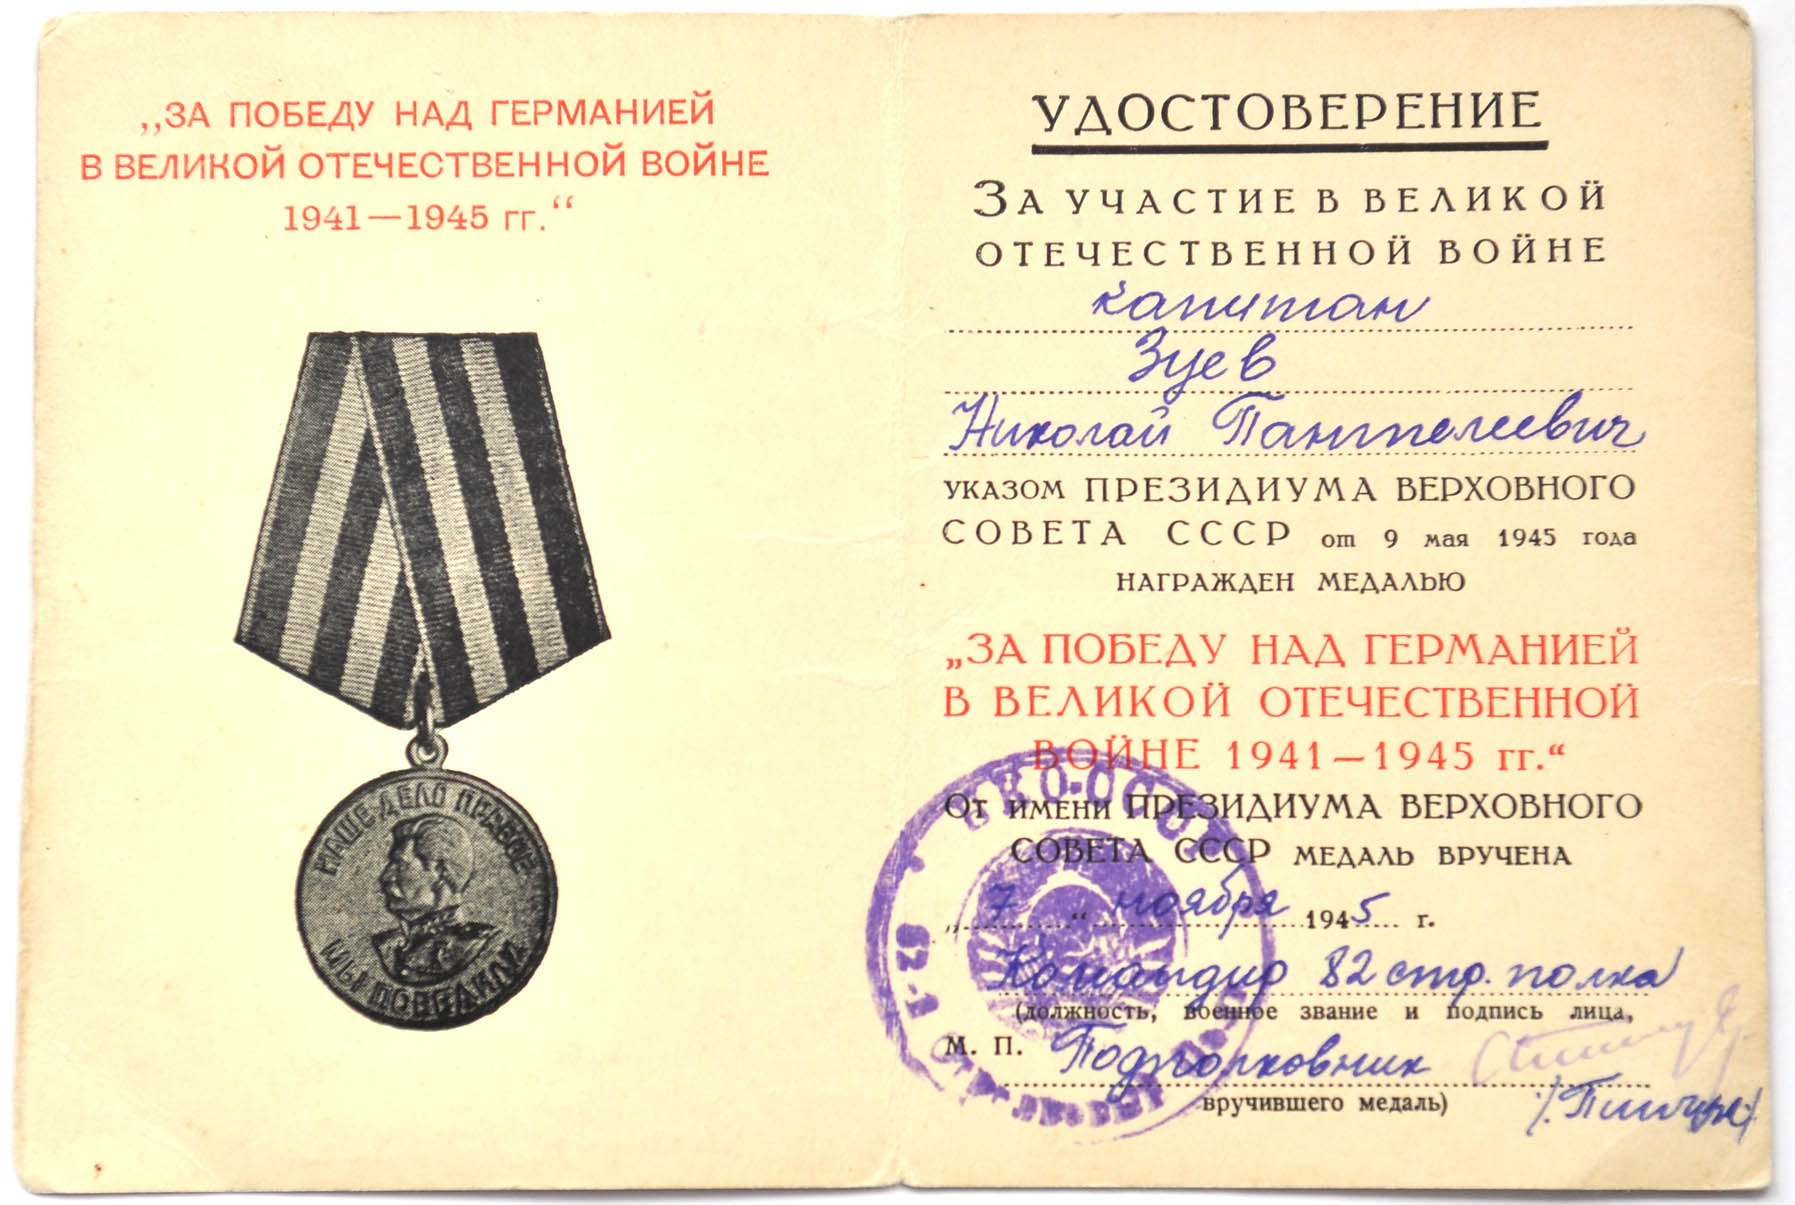 „ЗА ПОБЕДУ НАД ГЕРМАНИЕЙ
В ВЕЛИКОЙ ОТЕЧЕСТВЕННОЙ ВОЙНЕ
1941—1945 гг.“
НАШЕ ДЕЛО ПРАВОЕ
МЫ ПОБЕДИЛИ
УДОСТОВЕРЕНИЕ
ЗА УЧАСТИЕ В ВЕЛИКОЙ
ОТЕЧЕСТВЕННОЙ ВОЙНЕ
капитан
Зуев
Николай Пантелеевич
УКАЗОМ ПРЕЗИДИУМА ВЕРХОВНОГО
СОВЕТА СССР от 9 мая 1945 года
НАГРАЖДЕН МЕДАЛЬЮ
„ЗА ПОБЕДУ НАД ГЕРМАНИЕЙ
В ВЕЛИКОЙ ОТЕЧЕСТВЕННОЙ
ВОЙНЕ 1941—1945 гг.“
ОТ ИМЕНИ ПРЕЗИДИУМА ВЕРХОВНОГО
СОВЕТА СССР МЕДАЛЬ ВРУЧЕНА
„7“ ноября 1945 г.
Командир 82 стр. полка
(должность, военное звание и подпись лица,
М. П. Подполковник
вручившего медаль)
82-Й